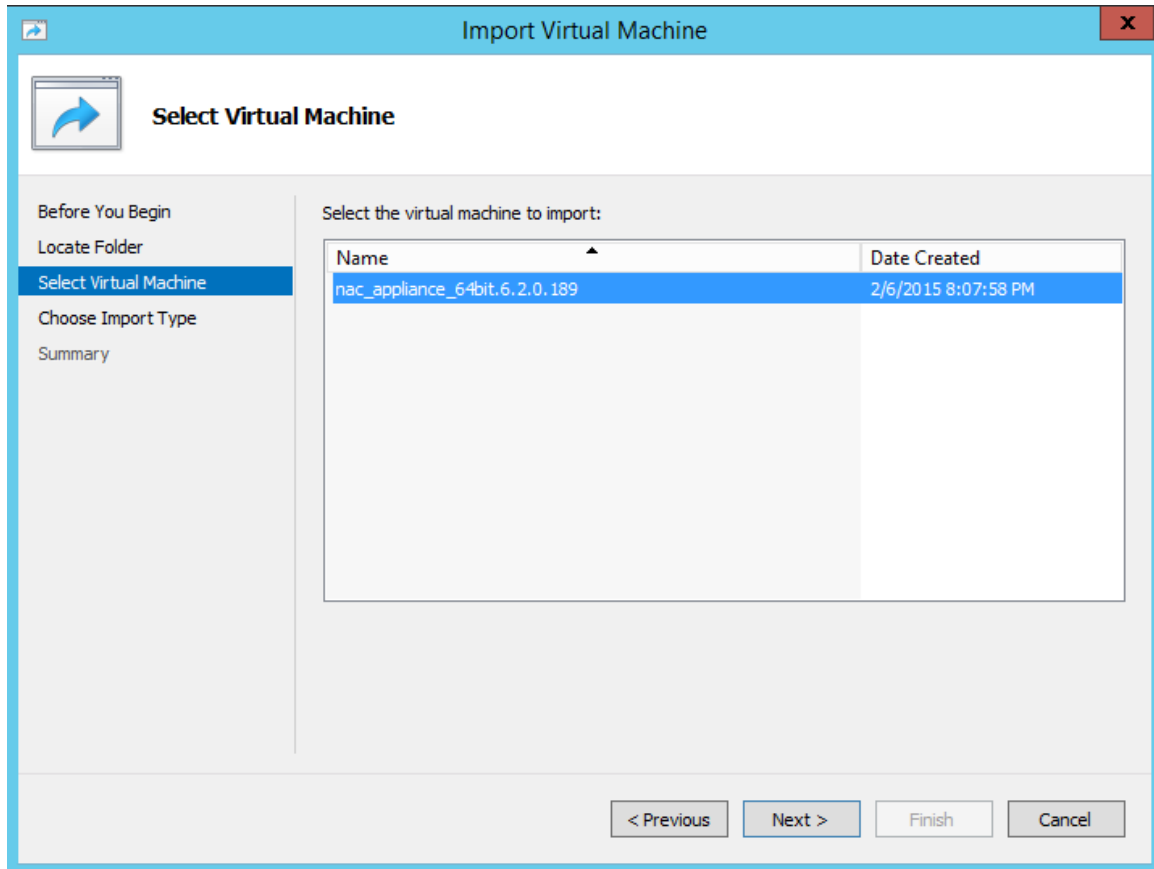 Import Virtual Machine
x
Select Virtual Machine
Before You Begin
Locate Folder
Select Virtual Machine
Choose Import Type
Summary
Select the virtual machine to import:
Name Date Created
nac_appliance_64bit.6.2.0.189 2/6/2015 8:07:58 PM
< Previous Next > Finish Cancel